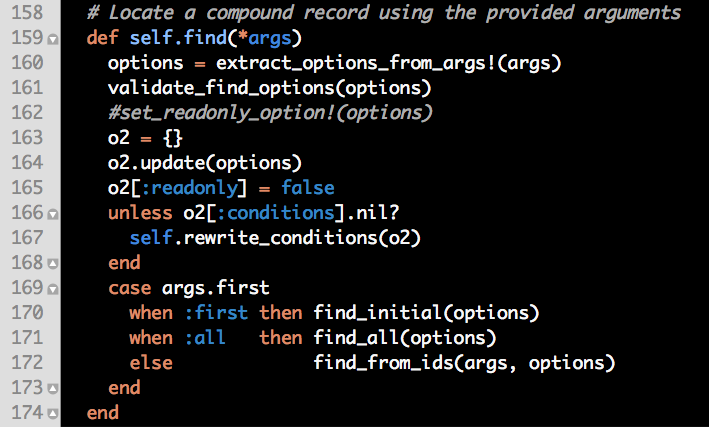 158 # Locate a compound record using the provided arguments
159 def self.find(*args)
160 options = extract_options_from_args!(args)
161 validate_find_options(options)
162 #set_readonly_option!(options)
163 o2 = {}
164 o2.update(options)
165 o2[:readonly] = false
166 unless o2[:conditions].nil?
167 self.rewrite_conditions(o2)
168 end
169 case args.first
170 when :first then find_initial(options)
171 when :all then find_all(options)
172 else find_from_ids(args, options)
173 end
174 end